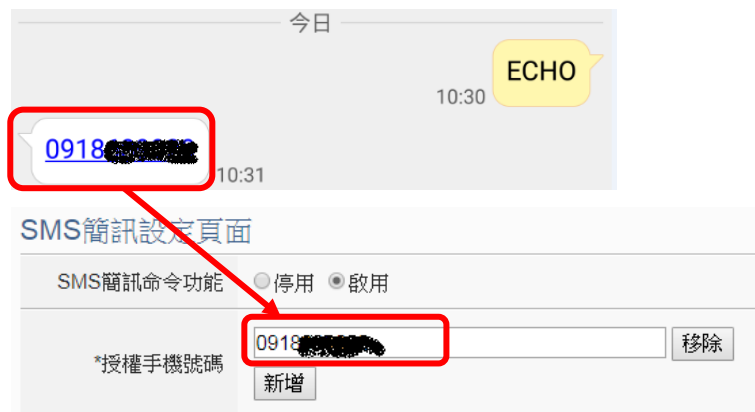 今日
ECHO
10:30
0918
10:31
SMS簡訊設定頁面
SMS簡訊命令功能 停用 啟用
*授權手機號碼 0918 移除
新增